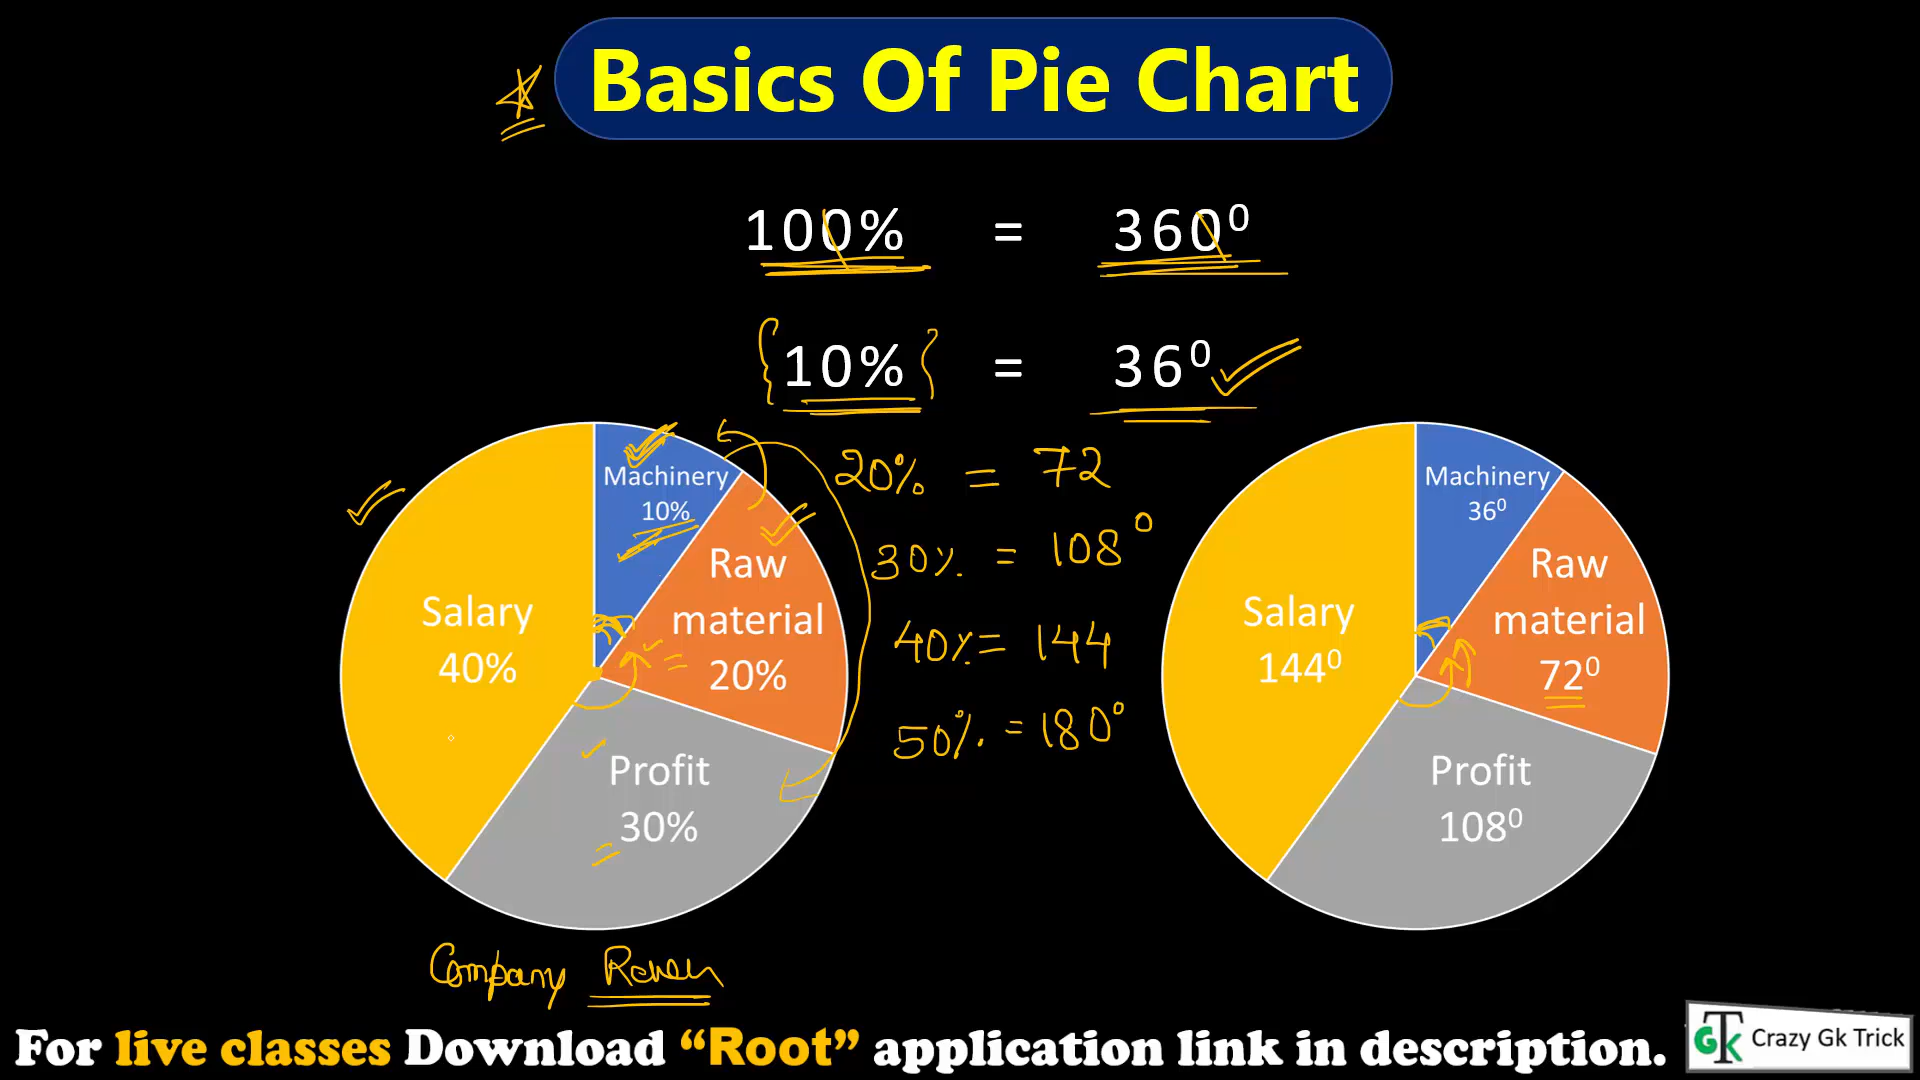 Basics Of Pie Chart
100% = 360⁰
{10%} = 36⁰
20% = 72
30% = 108⁰
40% = 144
50% = 180⁰
Machinery
10%
Raw
material
20%
Salary
40%
Profit
30%
Company
Machinery
36⁰
Raw
material
72⁰
Salary
144⁰
Profit
108⁰
For live classes Download “Root” application link in description.
GTK Crazy Gk Trick